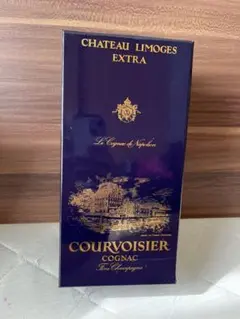 CHATEAU LIMOGES
EXTRA
Le Cognac de Napoléon
COURVOISIER
COGNAC
Fine Champagne